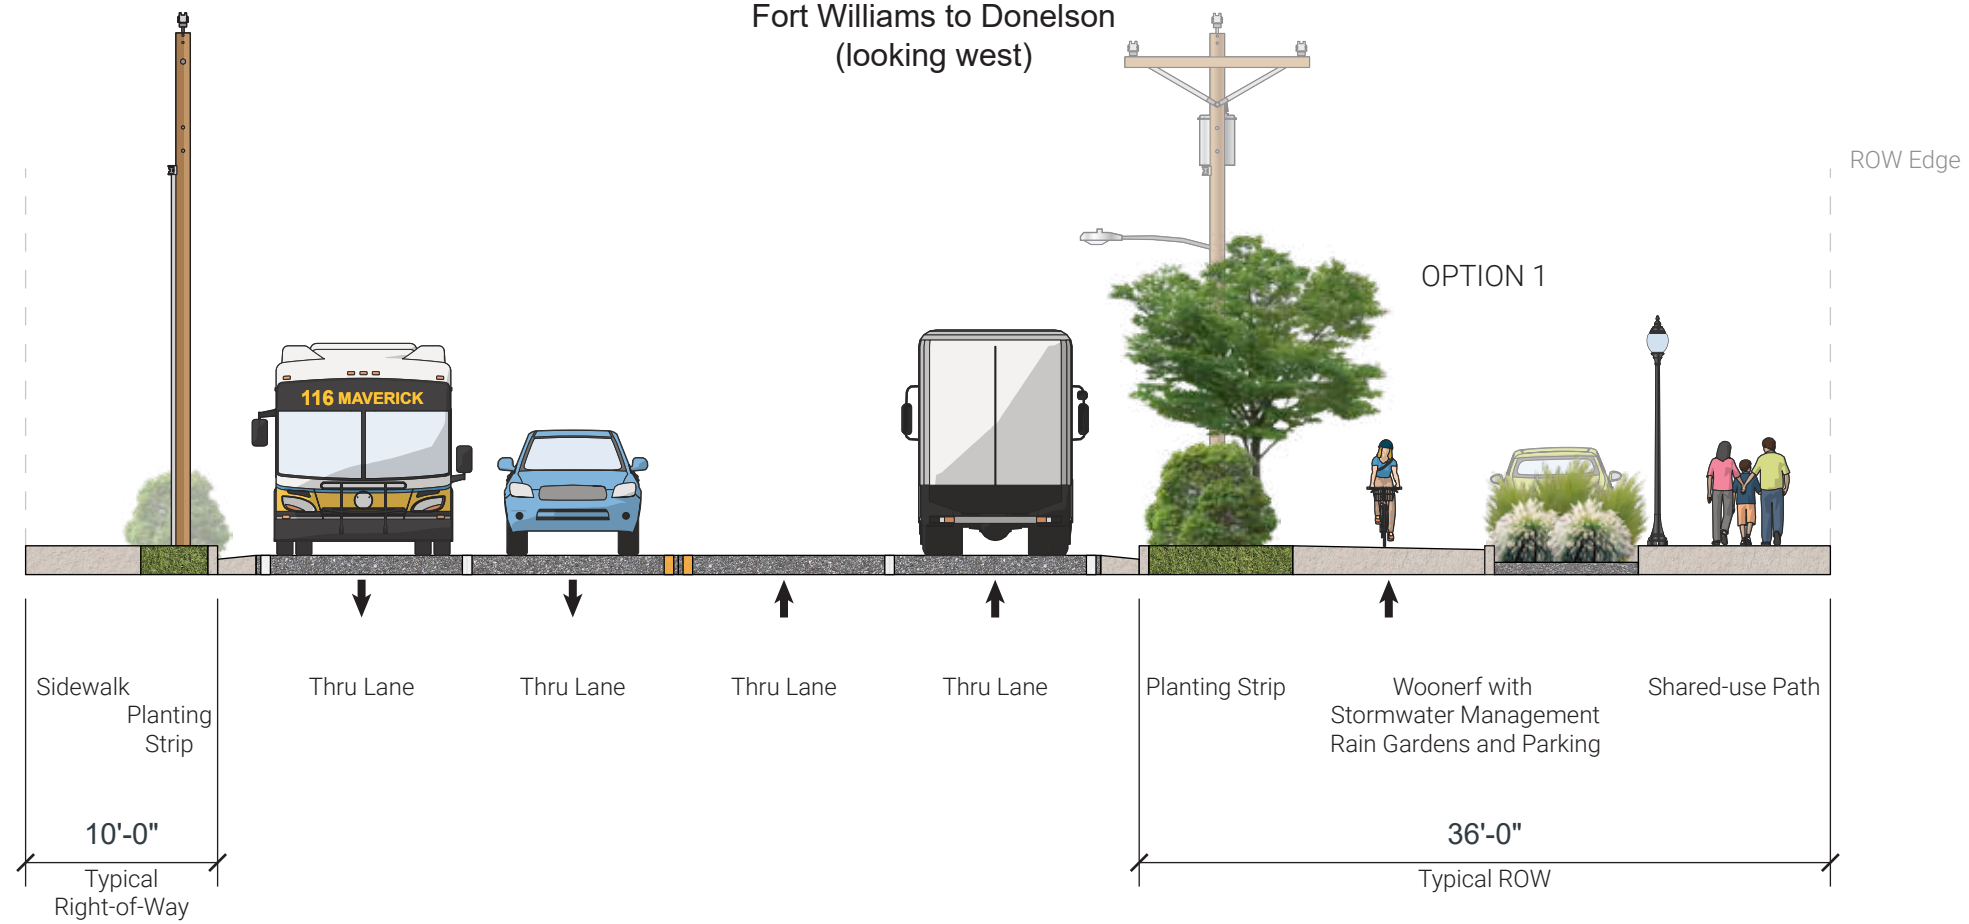 Fort Williams to Donelson
(looking west)
ROW Edge
OPTION 1
116 MAVERICK
Sidewalk
Planting
Strip
Thru Lane
Thru Lane
Thru Lane
Thru Lane
Planting Strip
Woonerf with
Stormwater Management
Rain Gardens and Parking
Shared-use Path
10'-0"
Typical
Right-of-Way
36'-0"
Typical ROW